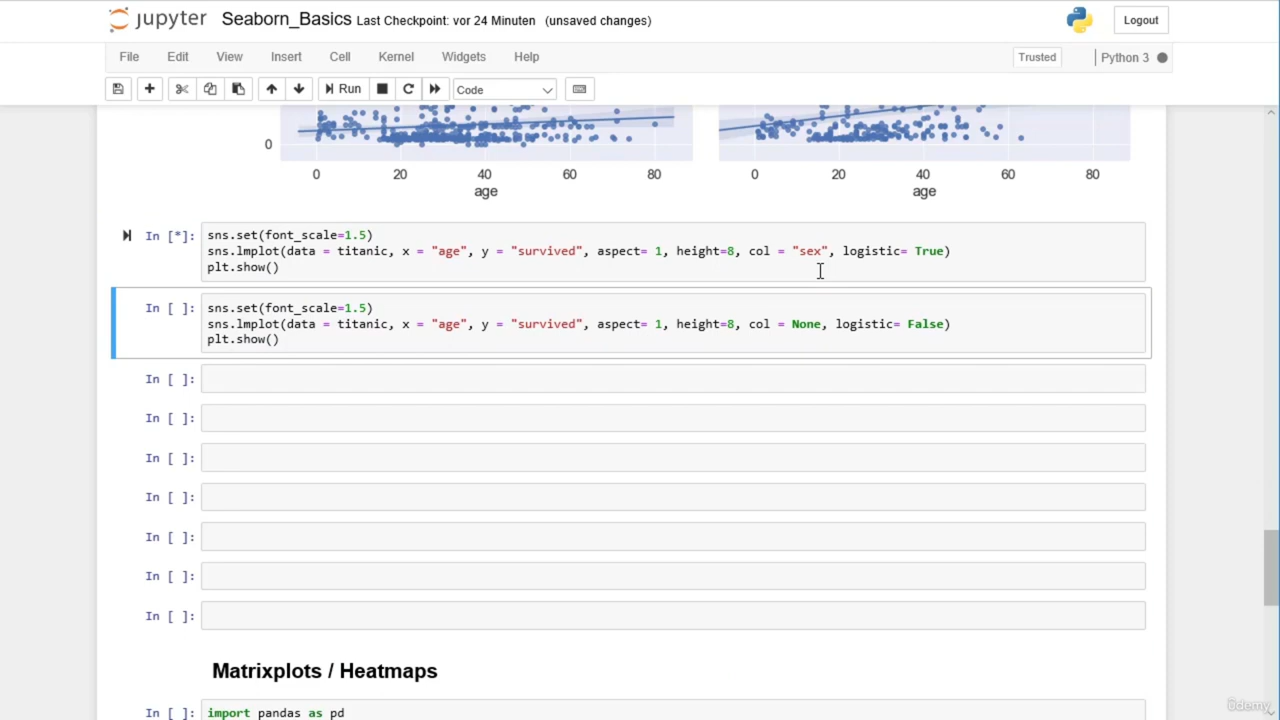 jupyter Seaborn_Basics Last Checkpoint: vor 24 Minuten (unsaved changes) Logout
File Edit View Insert Cell Kernel Widgets Help Trusted Python 3
Run Code
0
0 20 40 60 80 0 20 40 60 80
age age
In [*]: sns.set(font_scale=1.5)
sns.lmplot(data = titanic, x = "age", y = "survived", aspect= 1, height=8, col = "sex", logistic= True)
plt.show()
In [ ]: sns.set(font_scale=1.5)
sns.lmplot(data = titanic, x = "age", y = "survived", aspect= 1, height=8, col = None, logistic= False)
plt.show()
In [ ]:
In [ ]:
In [ ]:
In [ ]:
In [ ]:
In [ ]:
In [ ]:
Matrixplots / Heatmaps
In [ ]: import pandas as pd
Udemy